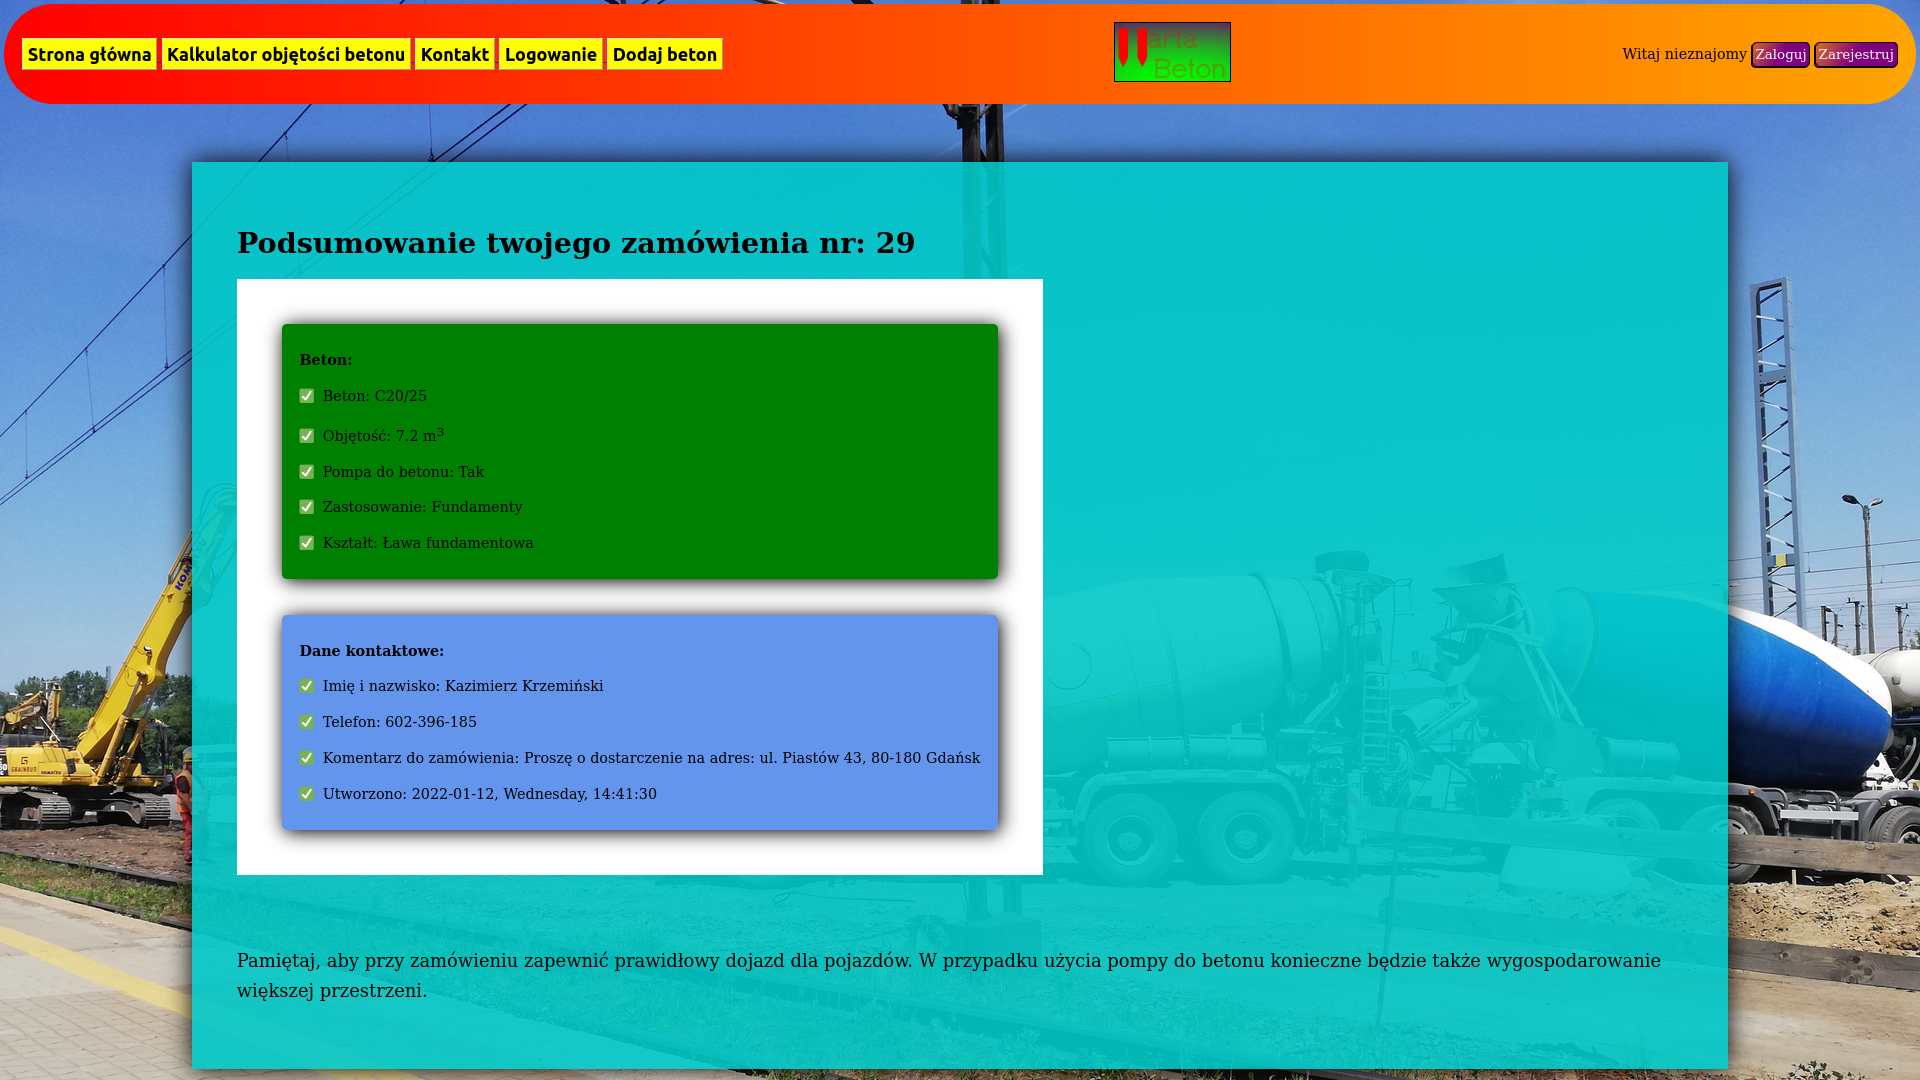 Strona główna Kalkulator objętości betonu Kontakt Logowanie Dodaj beton
arta
Beton
Witaj nieznajomy Zaloguj Zarejestruj
Podsumowanie twojego zamówienia nr: 29
Beton:
Beton: C20/25
Objętość: 7.2 m³
Pompa do betonu: Tak
Zastosowanie: Fundamenty
Kształt: Ława fundamentowa
Dane kontaktowe:
Imię i nazwisko: Kazimierz Krzemiński
Telefon: 602-396-185
Komentarz do zamówienia: Proszę o dostarczenie na adres: ul. Piastów 43, 80-180 Gdańsk
Utworzono: 2022-01-12, Wednesday, 14:41:30
Pamiętaj, aby przy zamówieniu zapewnić prawidłowy dojazd dla pojazdów. W przypadku użycia pompy do betonu konieczne będzie także wygospodarowanie
większej przestrzeni.